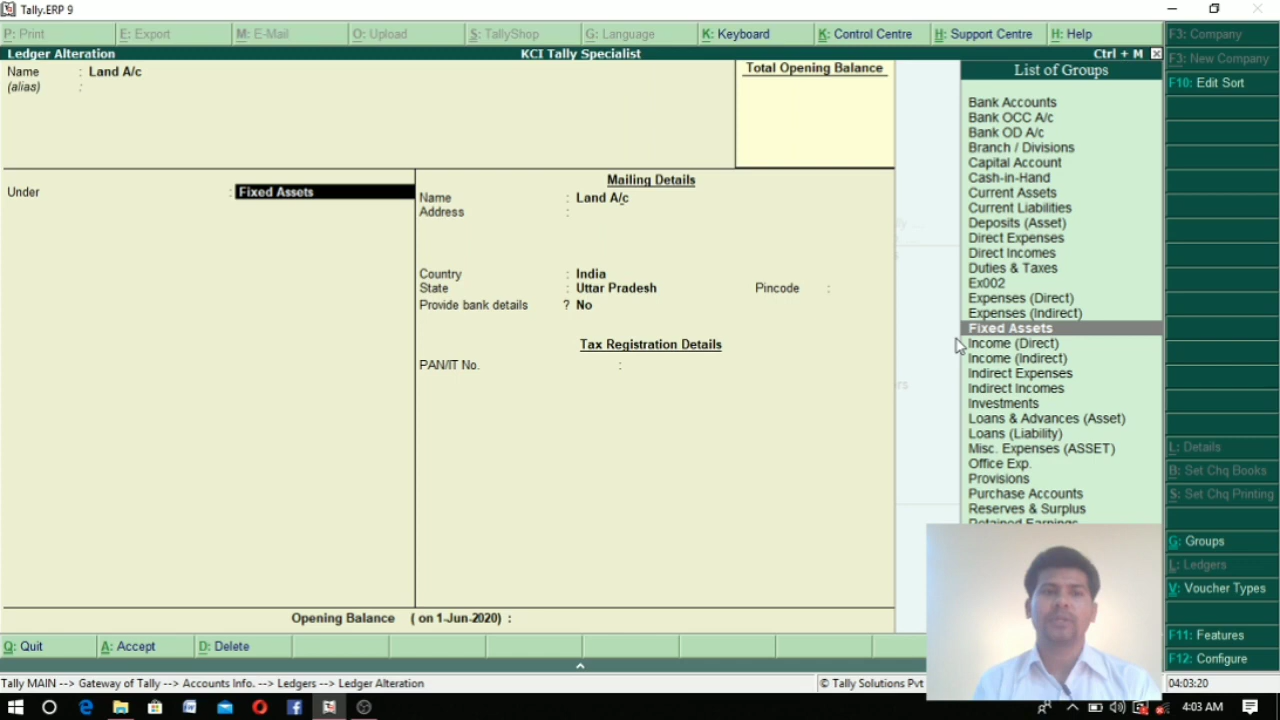 Tally.ERP 9
P: Print E: Export M: E-Mail O: Upload S: TallyShop G: Language K: Keyboard K: Control Centre H: Support Centre H: Help
F3: Company
Ledger Alteration KCI Tally Specialist Ctrl + M
F3: New Company
Name : Land A/c
(alias) :
Total Opening Balance
List of Groups
F10: Edit Sort
Bank Accounts
Bank OCC A/c
Bank OD A/c
Branch / Divisions
Capital Account
Cash-in-Hand
Current Assets
Current Liabilities
Deposits (Asset)
Direct Expenses
Direct Incomes
Duties & Taxes
Ex002
Expenses (Direct)
Expenses (Indirect)
Fixed Assets
Income (Direct)
Income (Indirect)
Indirect Expenses
Indirect Incomes
Investments
Loans & Advances (Asset)
Loans (Liability)
Misc. Expenses (ASSET)
Office Exp.
Provisions
Purchase Accounts
Reserves & Surplus
Retained Earnings
Under : Fixed Assets
Mailing Details
Name : Land A/c
Address :
Country : India
State : Uttar Pradesh Pincode :
Provide bank details ? No
Tax Registration Details
PAN/IT No. :
Opening Balance ( on 1-Jun-2020) :
L: Details
B: Set Chq Books
S: Set Chq Printing
G: Groups
L: Ledgers
V: Voucher Types
F11: Features
F12: Configure
Q: Quit A: Accept D: Delete
Tally MAIN --> Gateway of Tally --> Accounts Info. --> Ledgers --> Ledger Alteration © Tally Solutions Pvt 04:03:20
4:03 AM